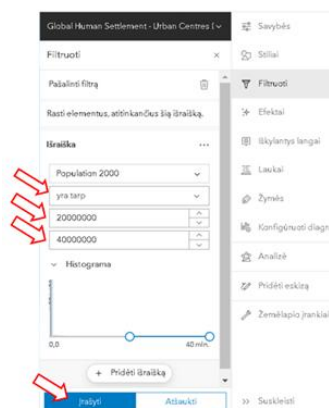 Global Human Settlement - Urban Centres (
Filtruoti
Pašalinti filtrą
Rasti elementus, atitinkančius šią išraišką.
Išraiška
Population 2000
yra tarp
20000000
40000000
Histograma
0,0
40 mln.
+ Pridėti išraišką
Įrašyti
Atšaukti
Savybės
Stiliai
Filtruoti
Efektai
Iškylantys langai
Laukai
Žymės
Konfigūruoti diagr
Analizė
Pridėti eskizą
Žemėlapio įrankiai
Suskleisti